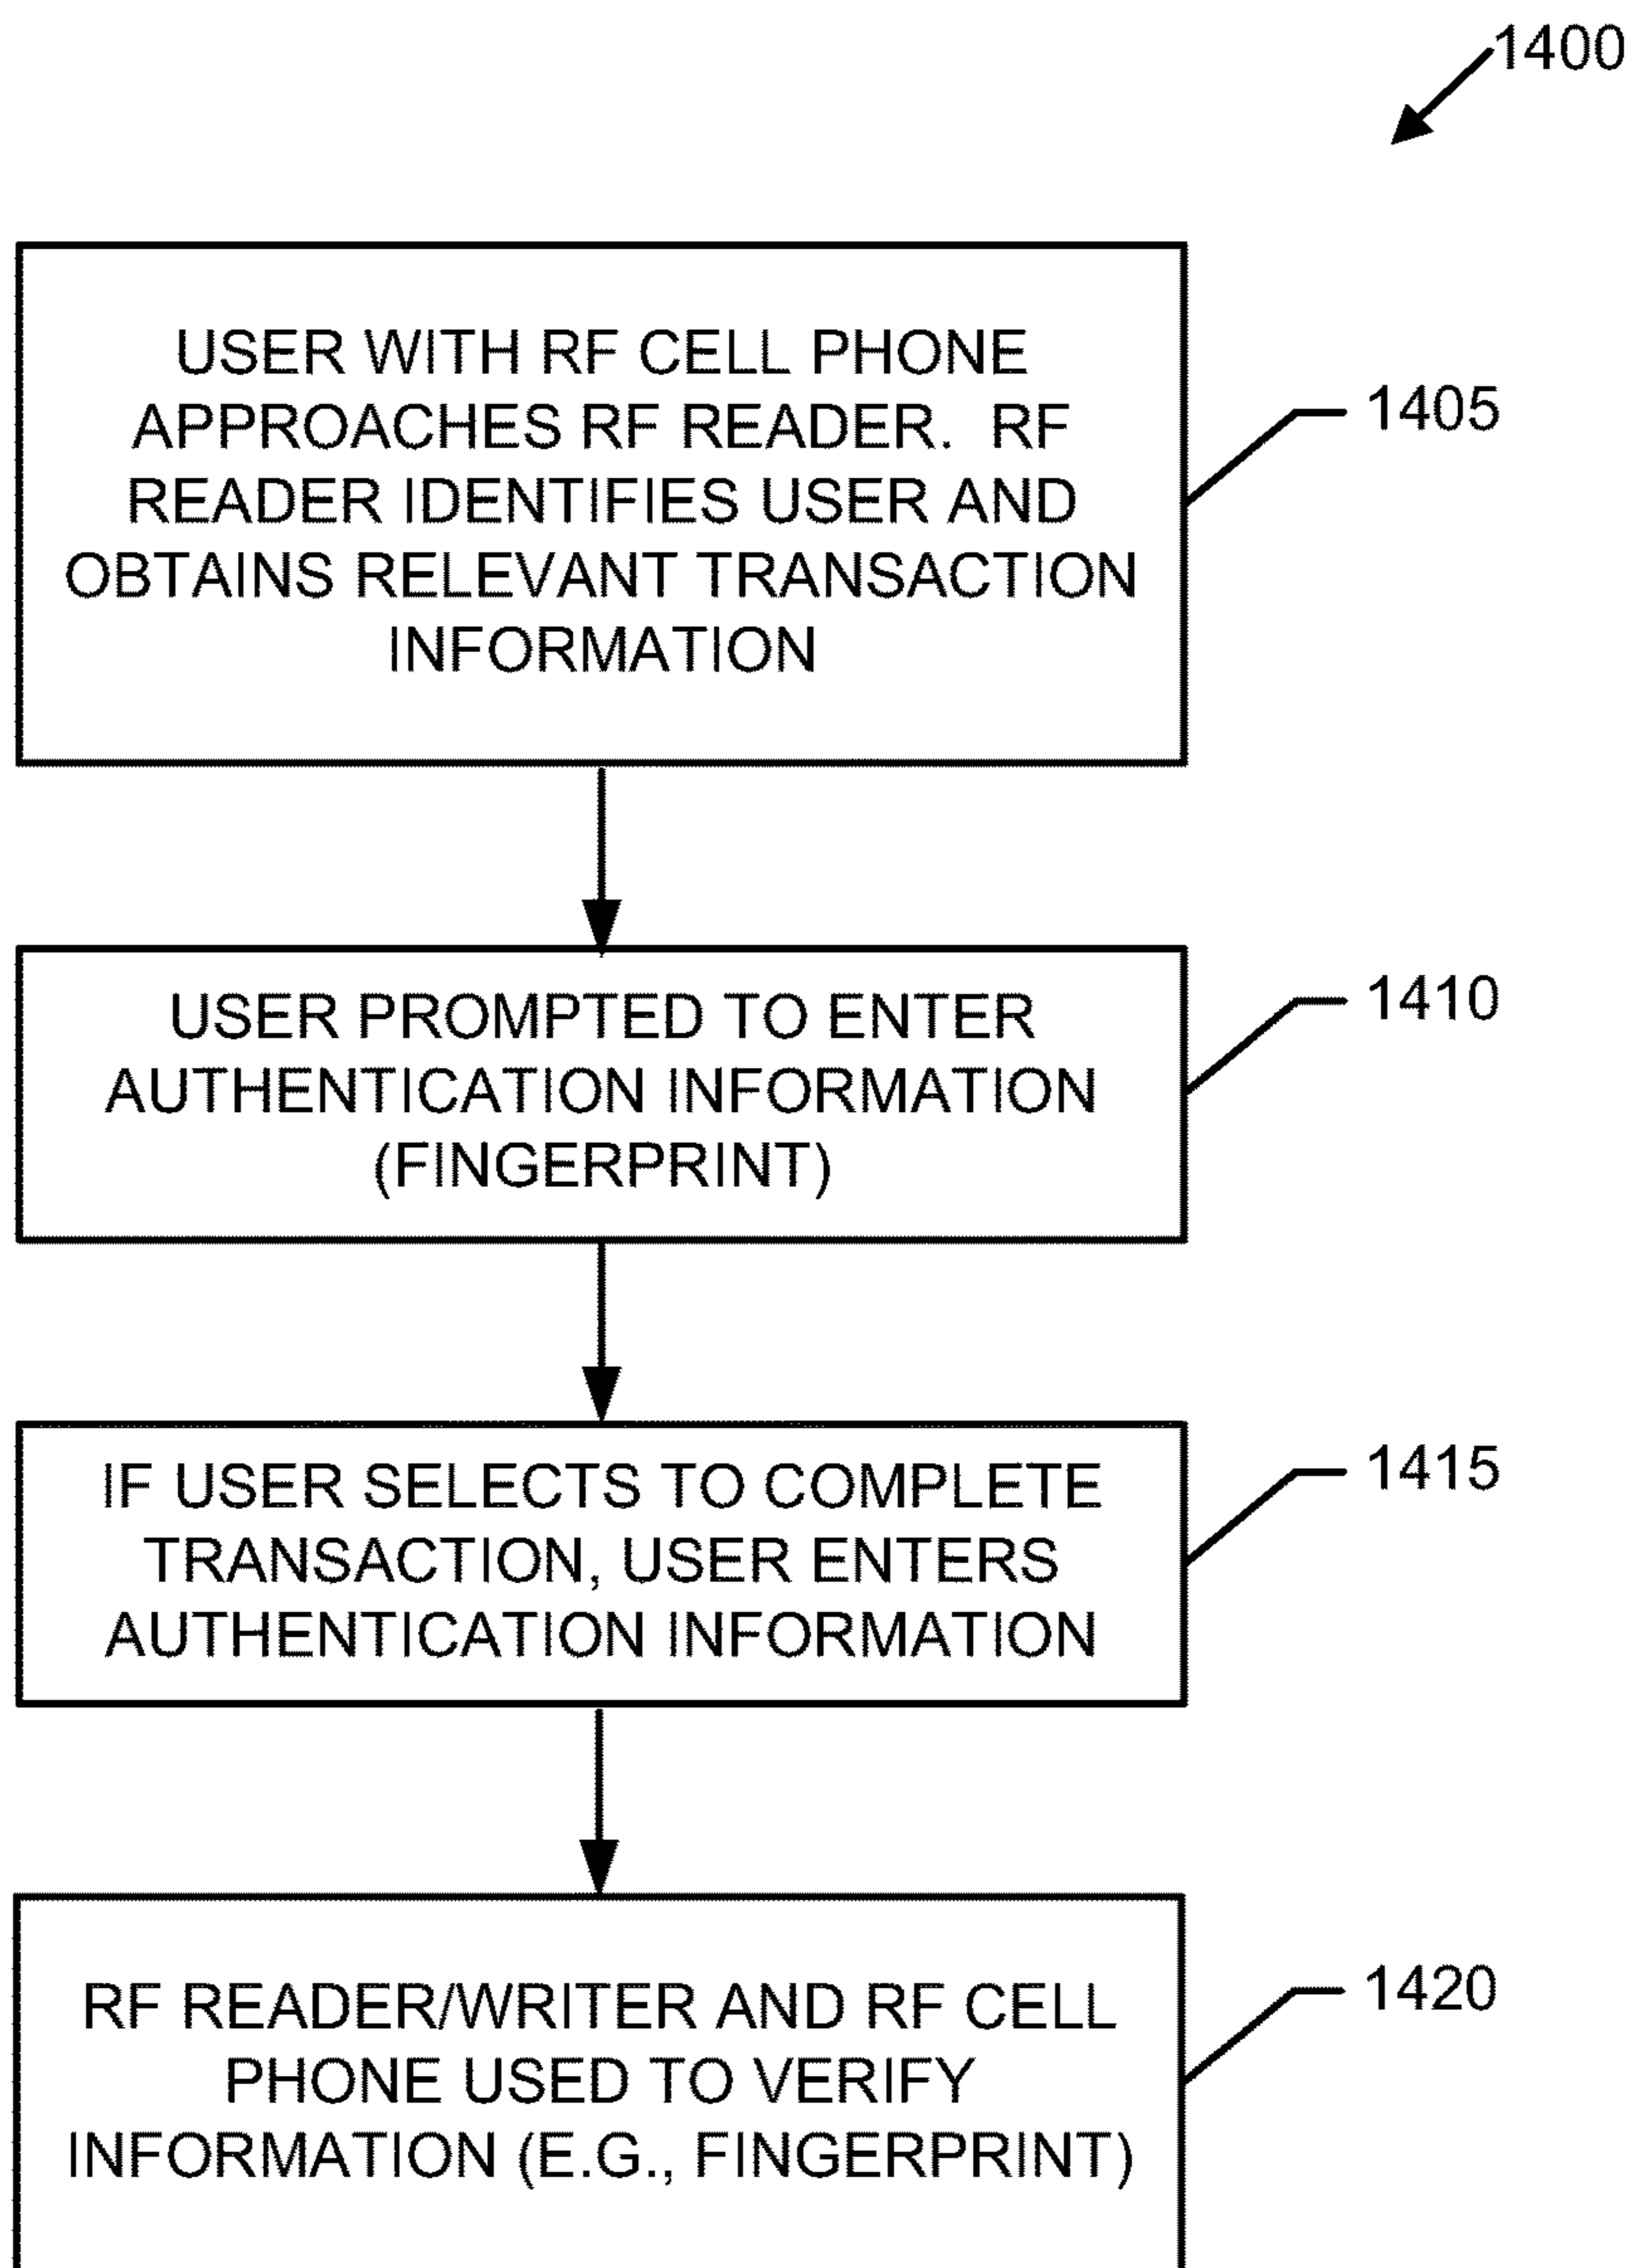 1400
USER WITH RF CELL PHONE
APPROACHES RF READER. RF
READER IDENTIFIES USER AND
OBTAINS RELEVANT TRANSACTION
INFORMATION
1405
USER PROMPTED TO ENTER
AUTHENTICATION INFORMATION
(FINGERPRINT)
1410
IF USER SELECTS TO COMPLETE
TRANSACTION, USER ENTERS
AUTHENTICATION INFORMATION
1415
RF READER/WRITER AND RF CELL
PHONE USED TO VERIFY
INFORMATION (E.G., FINGERPRINT)
1420